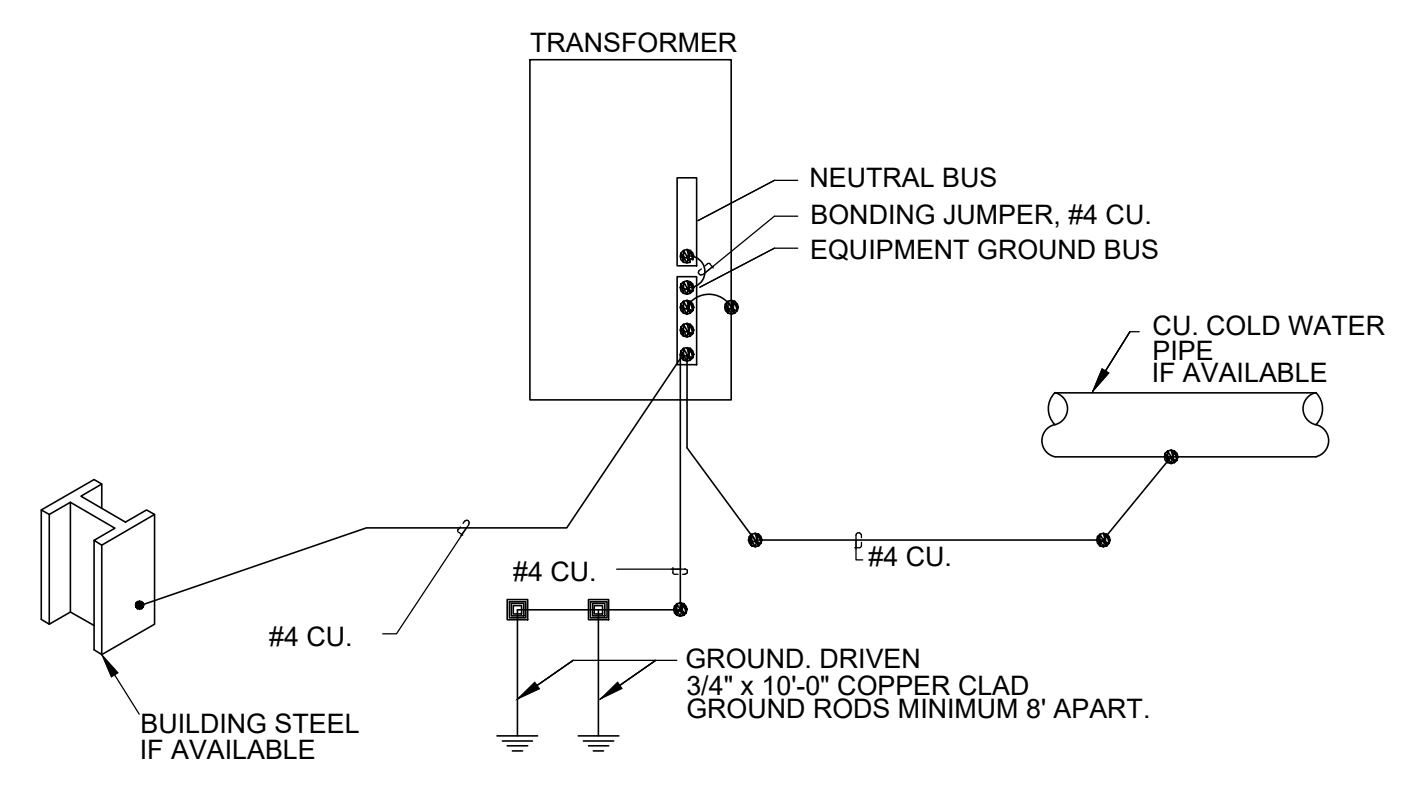 TRANSFORMER
NEUTRAL BUS
BONDING JUMPER, #4 CU.
EQUIPMENT GROUND BUS
CU. COLD WATER
PIPE
IF AVAILABLE
#4 CU.
#4 CU.
#4 CU.
GROUND. DRIVEN
3/4" x 10'-0" COPPER CLAD
GROUND RODS MINIMUM 8' APART.
BUILDING STEEL
IF AVAILABLE